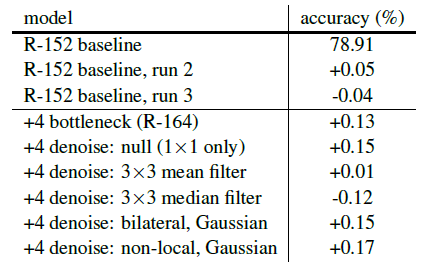 model accuracy (%)
R-152 baseline 78.91
R-152 baseline, run 2 +0.05
R-152 baseline, run 3 -0.04
+4 bottleneck (R-164) +0.13
+4 denoise: null (1×1 only) +0.15
+4 denoise: 3×3 mean filter +0.01
+4 denoise: 3×3 median filter -0.12
+4 denoise: bilateral, Gaussian +0.15
+4 denoise: non-local, Gaussian +0.17